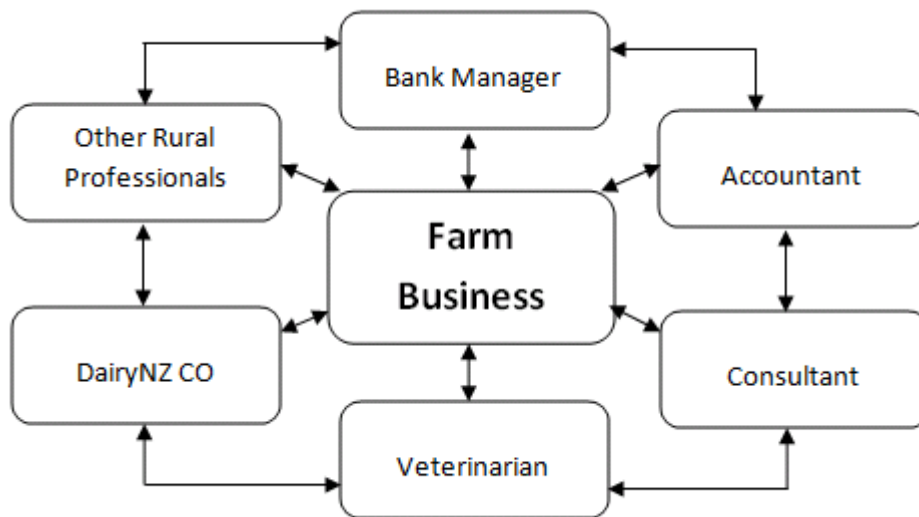 Bank Manager
Other Rural
Professionals
Accountant
Farm
Business
DairyNZ CO
Consultant
Veterinarian